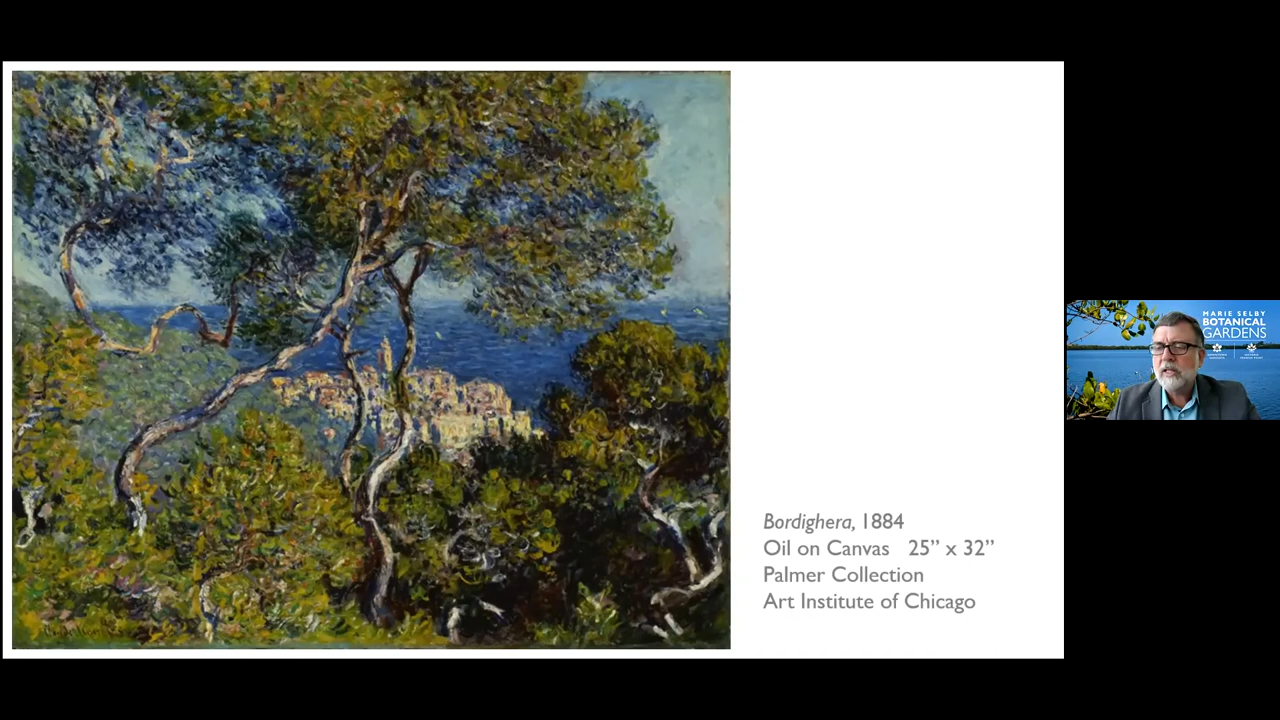 Bordighera, 1884
Oil on Canvas 25” x 32”
Palmer Collection
Art Institute of Chicago
MARIE SELBY
BOTANICAL
GARDENS